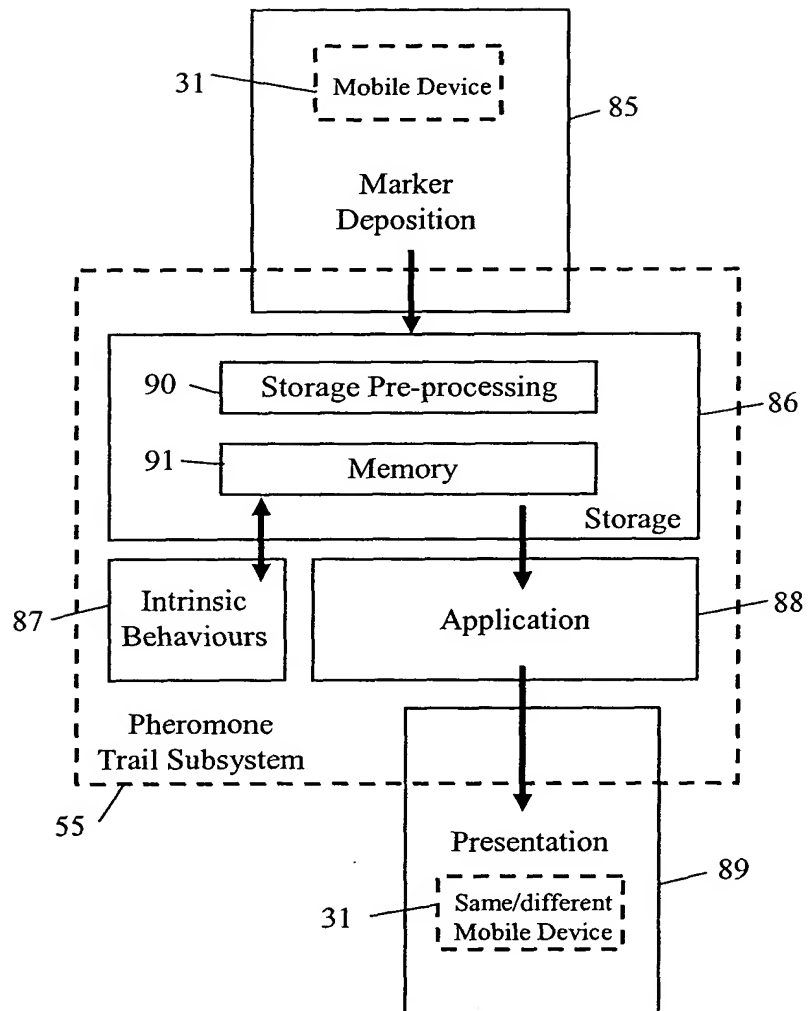 31
Mobile Device
85
Marker
Deposition
90
Storage Pre-processing
86
91
Memory
Storage
87
Intrinsic
Behaviours
Application
88
Pheromone
Trail Subsystem
55
Presentation
89
31
Same/different
Mobile Device